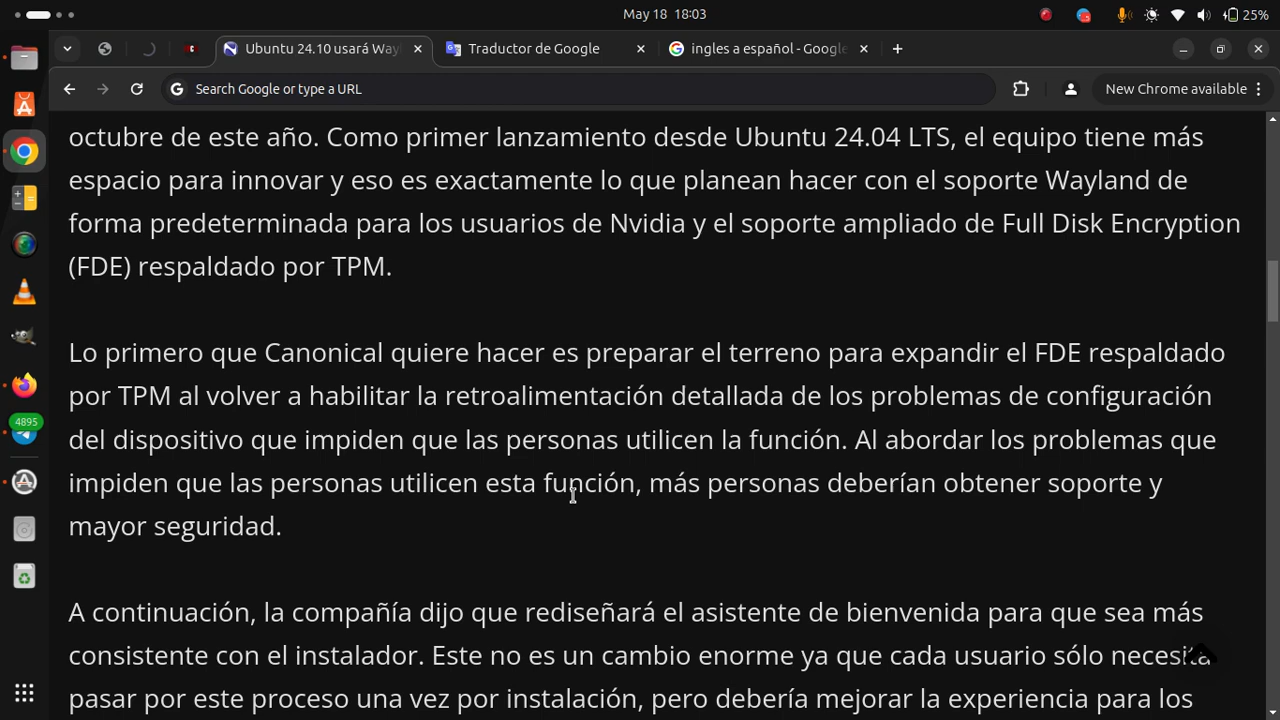 May 18 18:03
25%
Ubuntu 24.10 usará Way
Traductor de Google
ingles a español - Google
Search Google or type a URL
New Chrome available
octubre de este año. Como primer lanzamiento desde Ubuntu 24.04 LTS, el equipo tiene más
espacio para innovar y eso es exactamente lo que planean hacer con el soporte Wayland de
forma predeterminada para los usuarios de Nvidia y el soporte ampliado de Full Disk Encryption
(FDE) respaldado por TPM.
Lo primero que Canonical quiere hacer es preparar el terreno para expandir el FDE respaldado
por TPM al volver a habilitar la retroalimentación detallada de los problemas de configuración
del dispositivo que impiden que las personas utilicen la función. Al abordar los problemas que
impiden que las personas utilicen esta función, más personas deberían obtener soporte y
mayor seguridad.
A continuación, la compañía dijo que rediseñará el asistente de bienvenida para que sea más
consistente con el instalador. Este no es un cambio enorme ya que cada usuario sólo necesita
pasar por este proceso una vez por instalación, pero debería mejorar la experiencia para los
4895